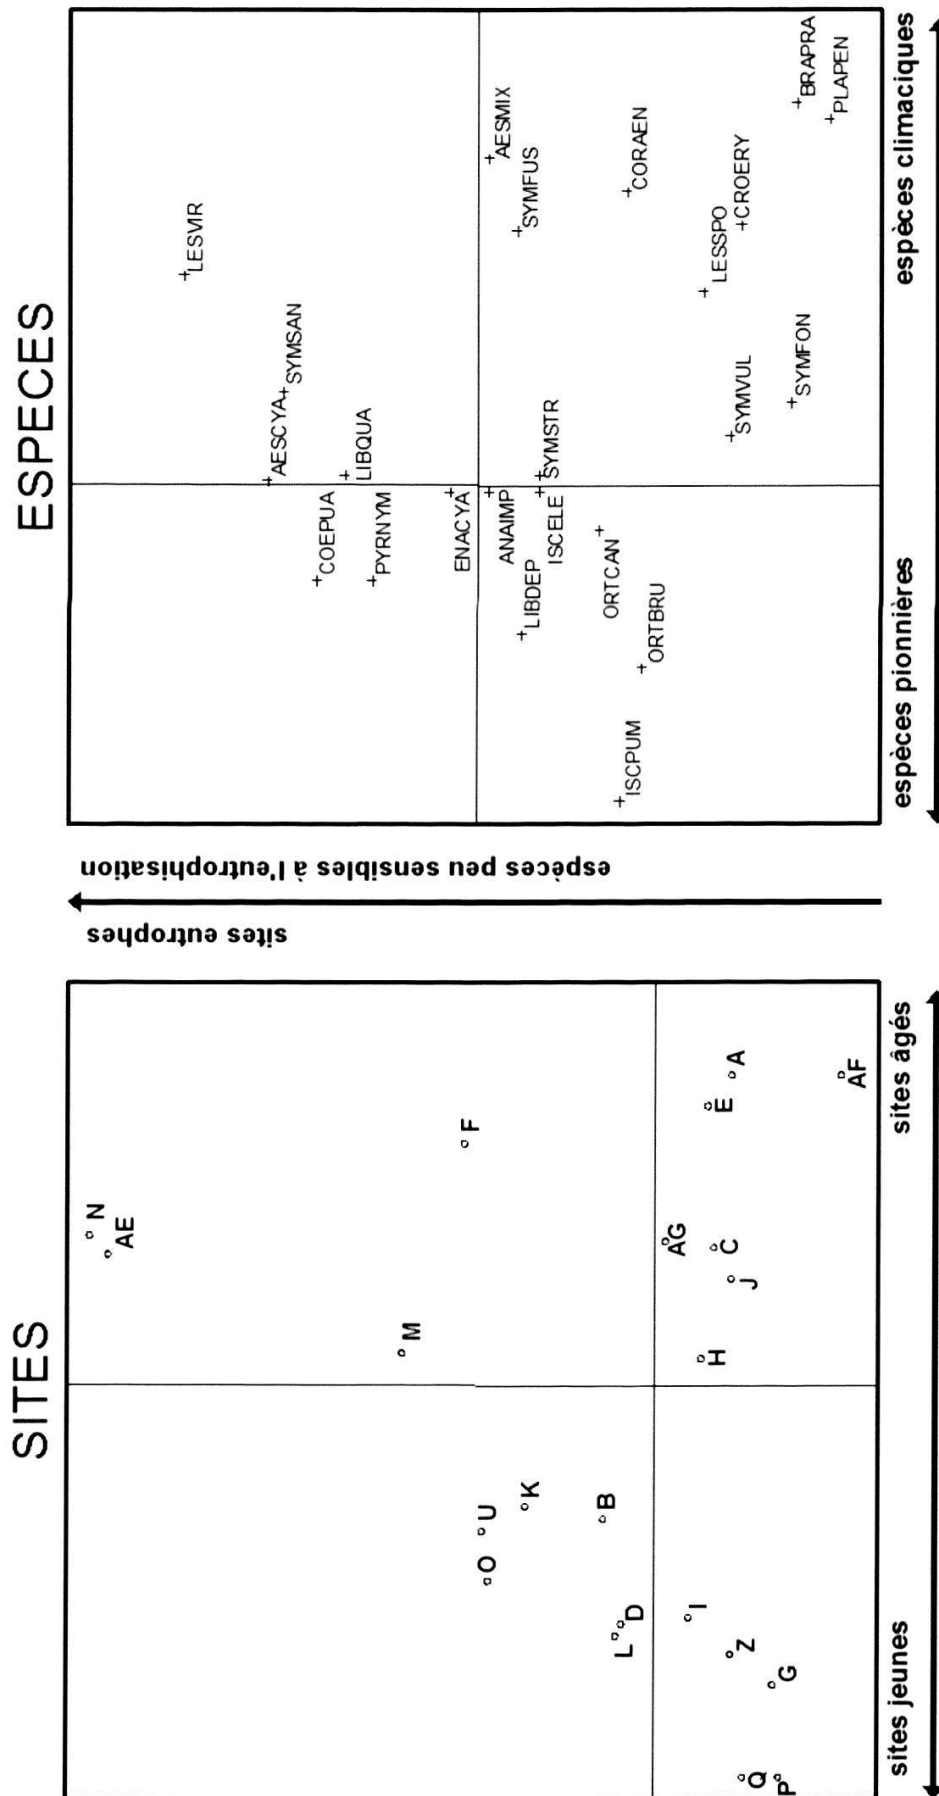 SITES
N
AE
F
M
O
U
K
B
L
D
I
Z
G
Q
P
H
J
C
AG
E
A
AF
sites jeunes
sites âgés
sites eutrophes
espèces peu sensibles à l'eutrophisation
ESPECES
LESVIR
AESCYA
SYMSAN
COEPUA
LIBQUA
PYRNYM
ENACYA
AESMIX
SYMFUS
ANAIMP
SYMSTR
ISCELE
LIBDEP
ORTCAN
ORTBRU
ISCPUM
CORAEN
LESSPO
CROERY
SYMVUL
SYMFON
BRAPRA
PLAPEN
espèces pionnières
espèces climaciques